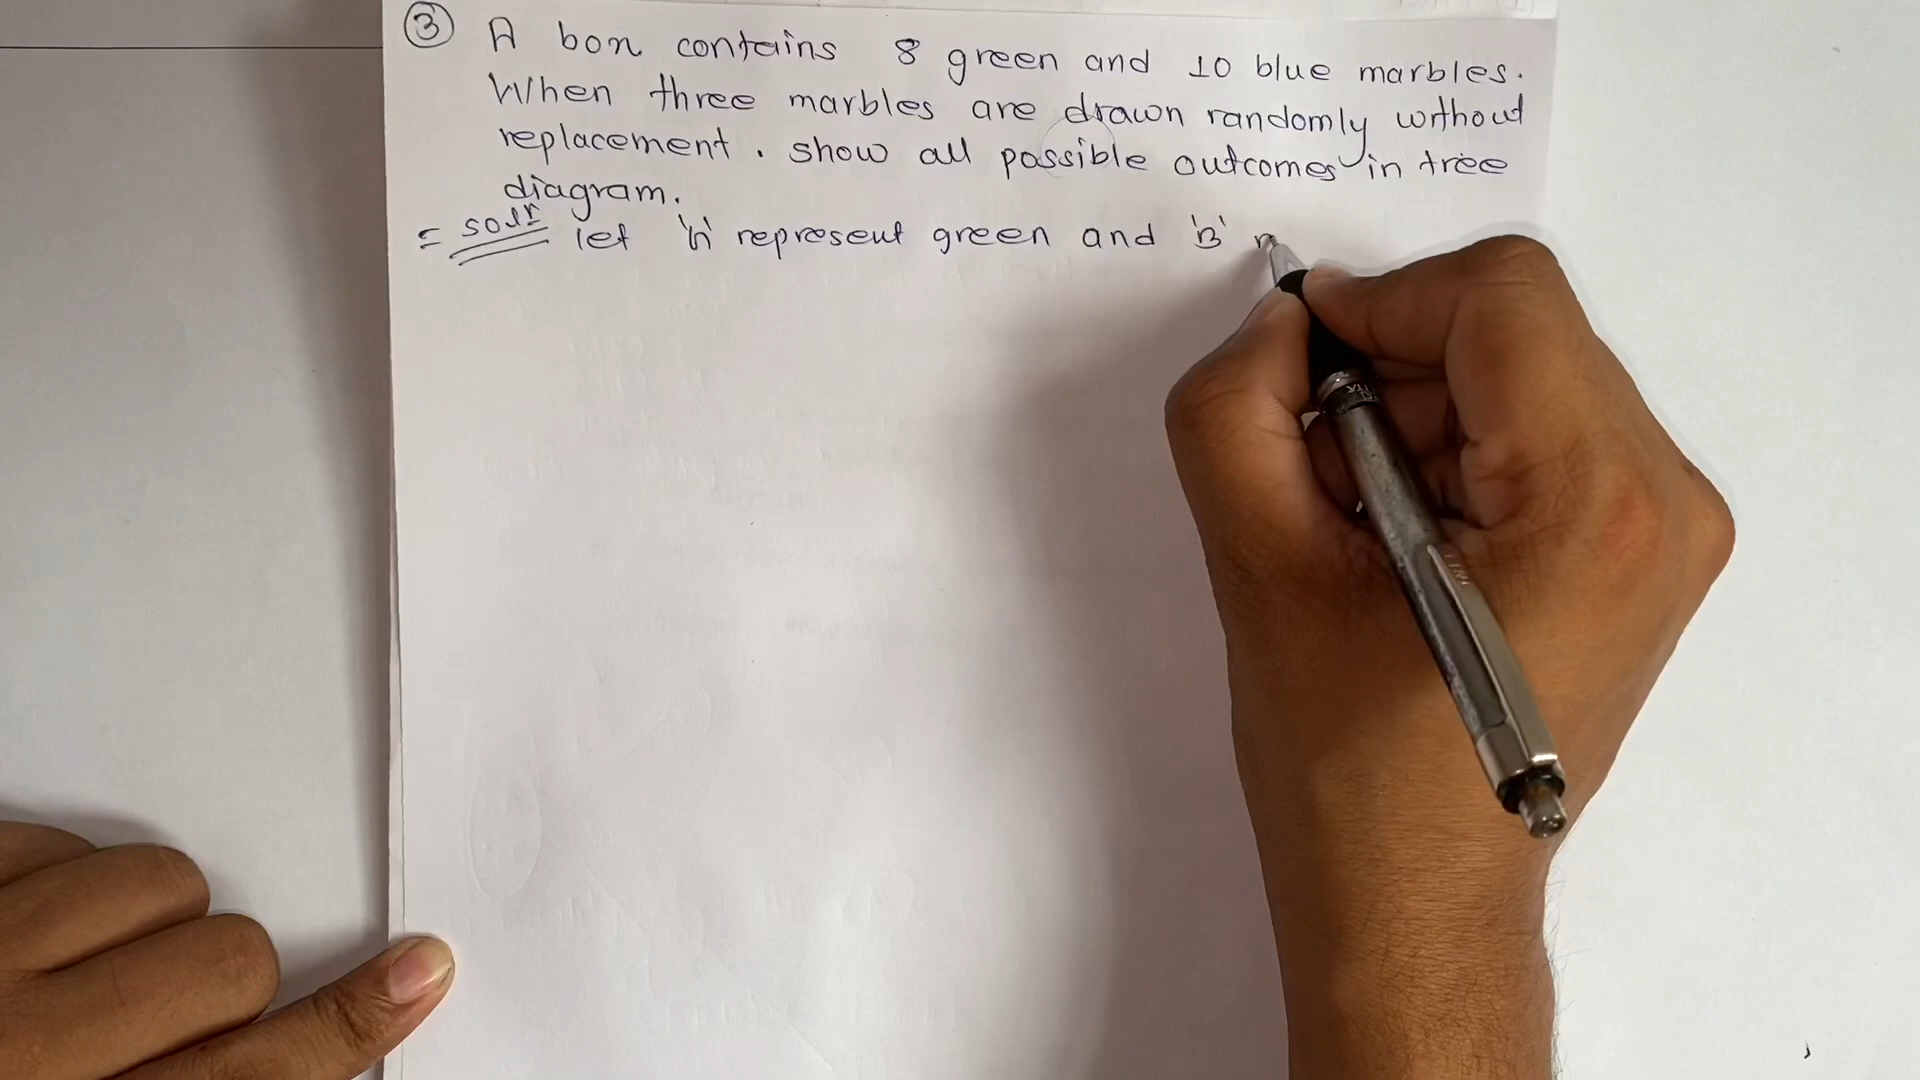 ③ A box contains 8 green and 10 blue marbles.
When three marbles are drawn randomly without
replacement. show all possible outcomes in tree
diagram.
= solⁿ let 'G' represent green and 'B' r